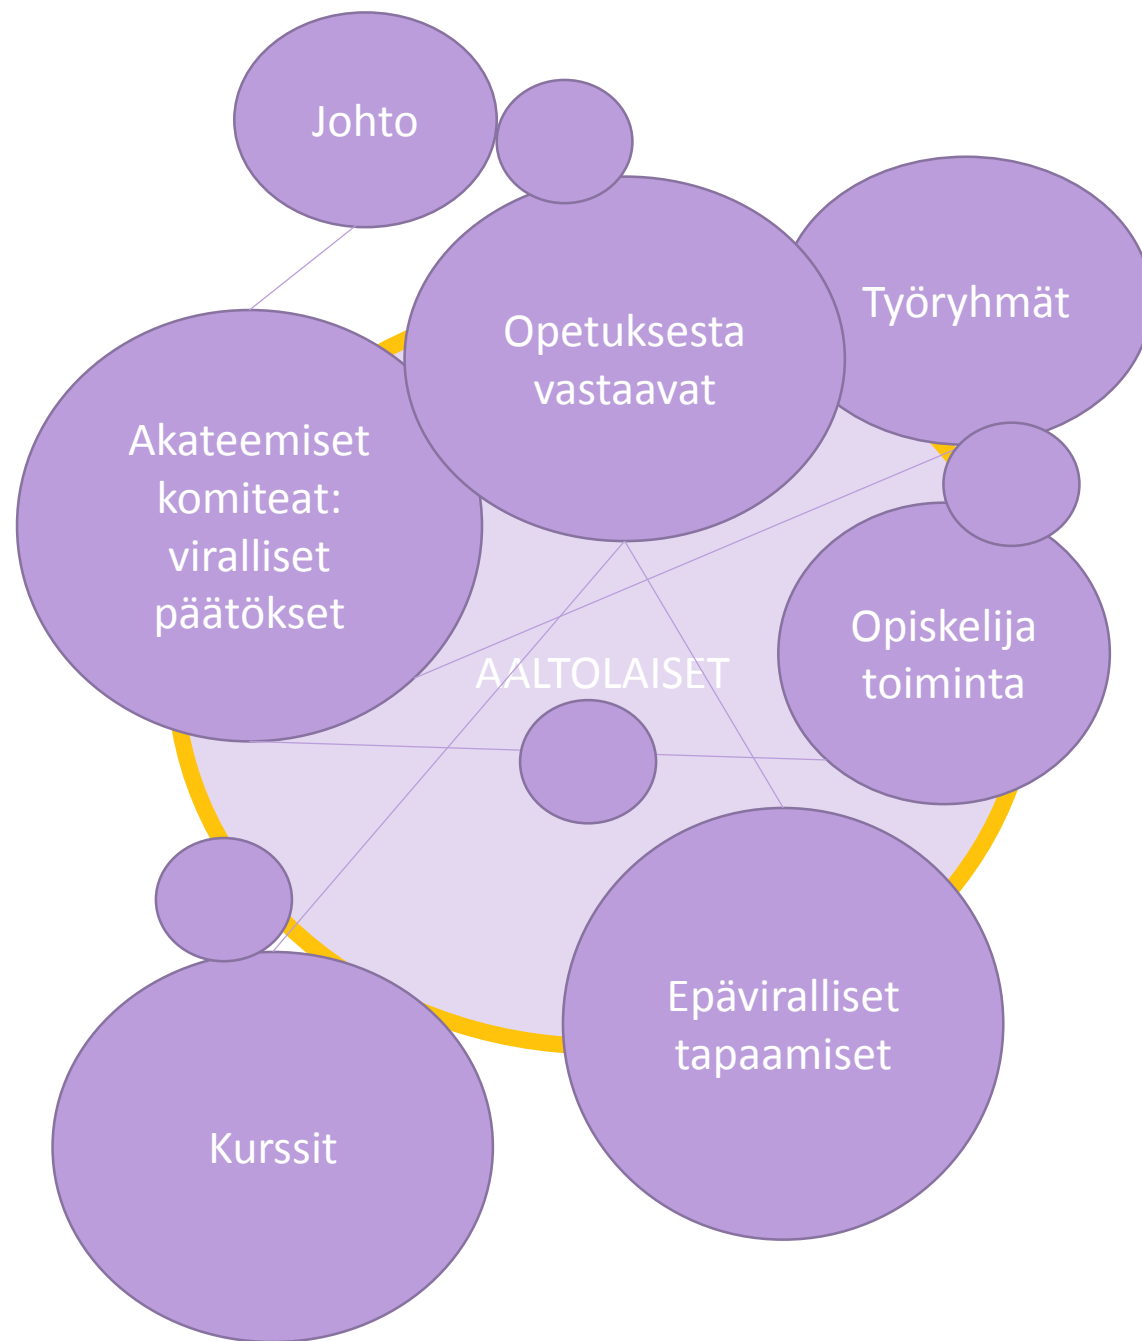 Johto
Työryhmät
Opetuksesta
vastaavat
Akateemiset
komiteat:
viralliset
päätökset
Opiskelija
toiminta
AALTOLAISET
Epäviralliset
tapaamiset
Kurssit